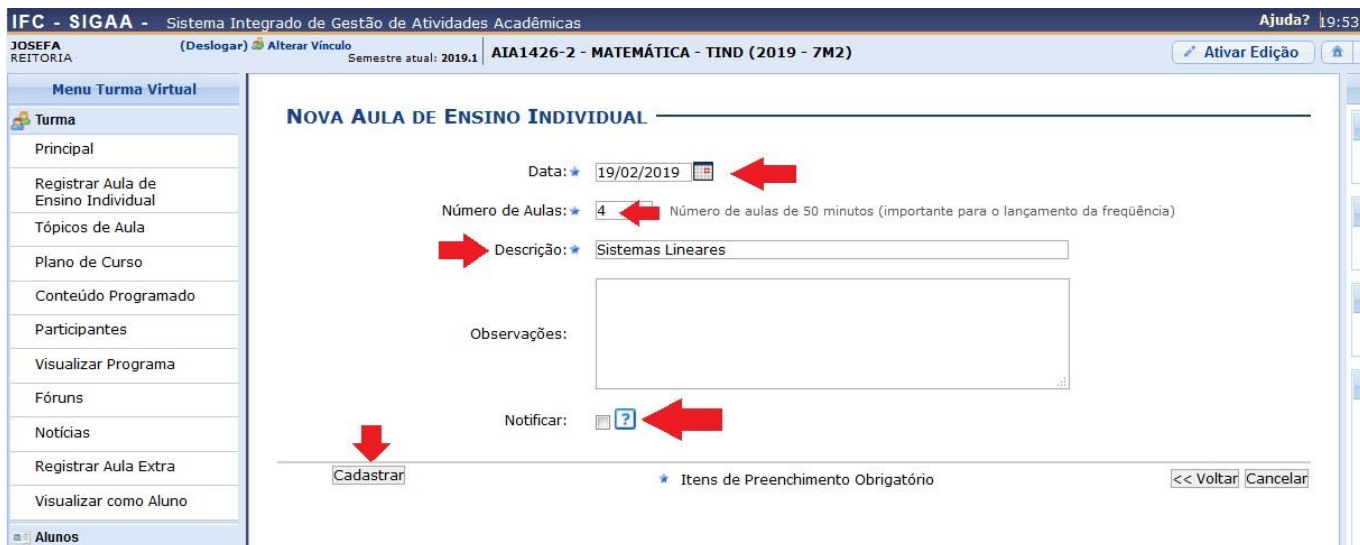 IFC - SIGAA - Sistema Integrado de Gestão de Atividades Acadêmicas
Ajuda? 19:53
JOSEFA (Deslogar) Alterar Vínculo
REITORIA Semestre atual: 2019.1
AIA1426-2 - MATEMÁTICA - TIND (2019 - 7M2)
Ativar Edição
Menu Turma Virtual
Turma
Principal
Registrar Aula de
Ensino Individual
Tópicos de Aula
Plano de Curso
Conteúdo Programado
Participantes
Visualizar Programa
Fóruns
Notícias
Registrar Aula Extra
Visualizar como Aluno
Alunos
NOVA AULA DE ENSINO INDIVIDUAL
Data: 19/02/2019
Número de Aulas: 4 Número de aulas de 50 minutos (importante para o lançamento da freqüência)
Descrição: Sistemas Lineares
Observações:
Notificar: ?
Cadastrar
Itens de Preenchimento Obrigatório
<< Voltar Cancelar